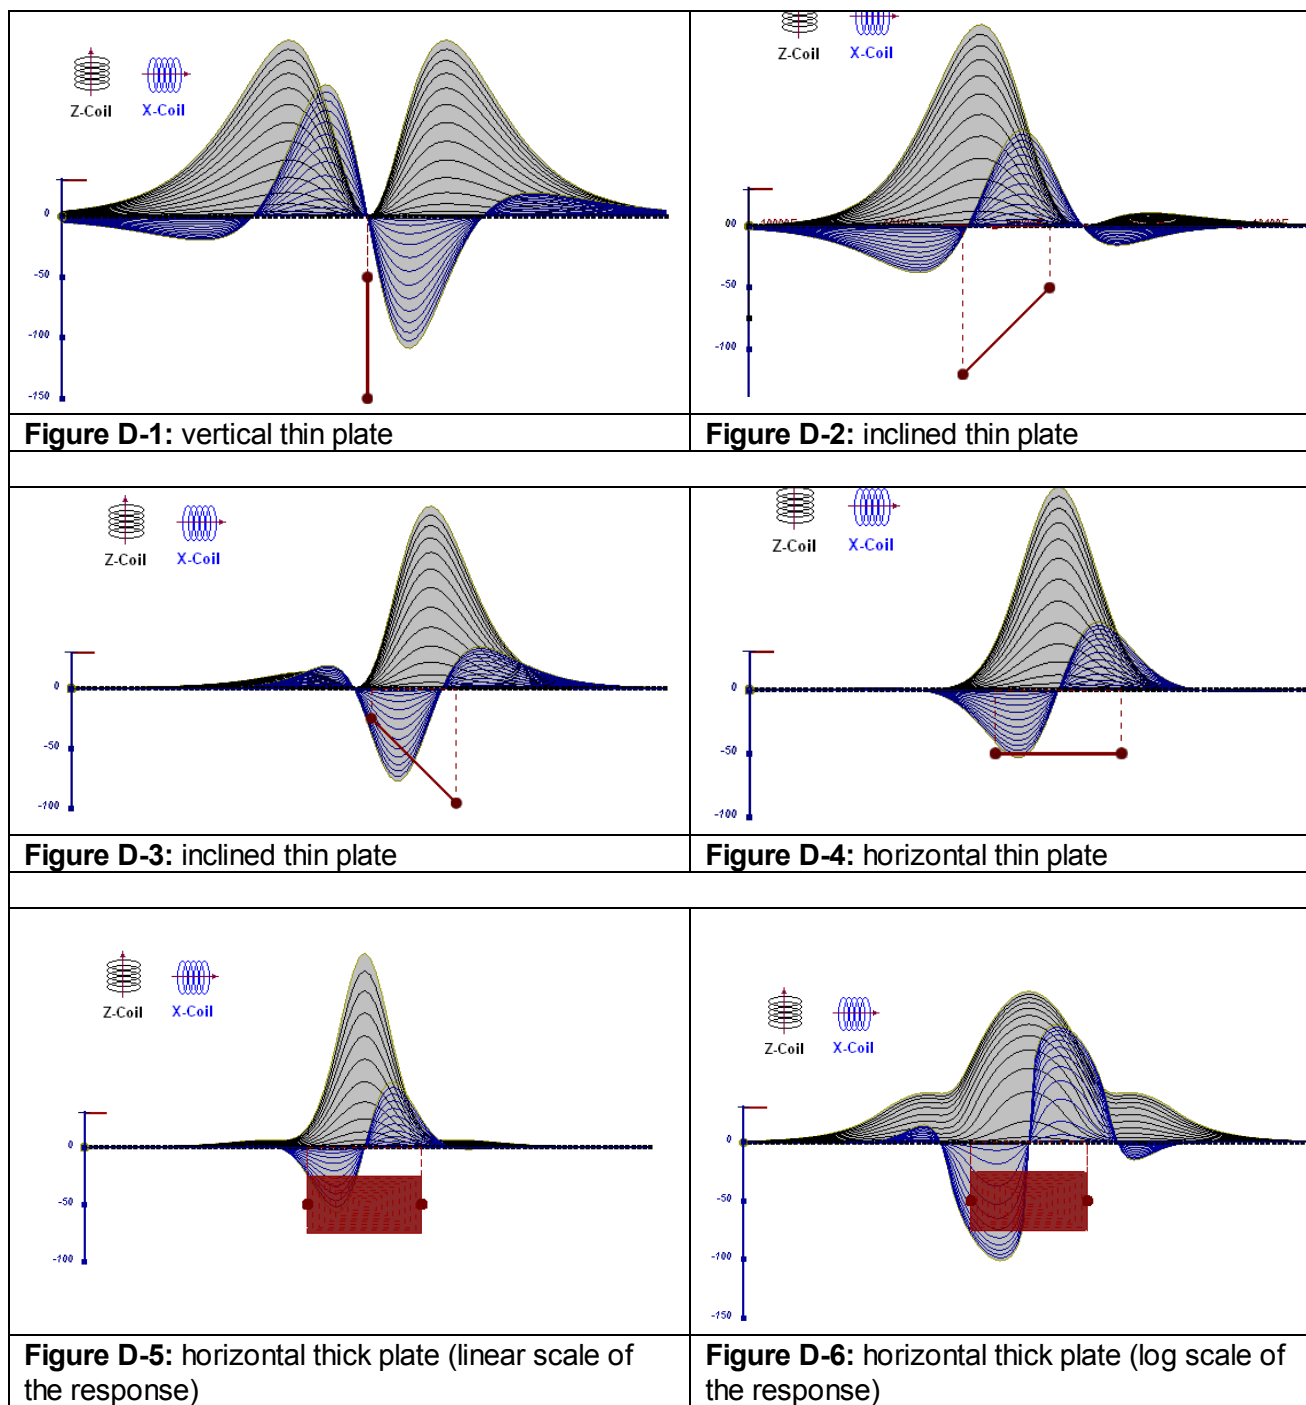 Z-Coil X-Coil
0
-50
-100
-150
Figure D-1: vertical thin plate
Z-Coil X-Coil
00
-50
-100
Figure D-2: inclined thin plate
Z-Coil X-Coil
0
-50
-100
Figure D-3: inclined thin plate
Z-Coil X-Coil
0
-50
-100
Figure D-4: horizontal thin plate
Z-Coil X-Coil
0
-50
-100
Figure D-5: horizontal thick plate (linear scale of
the response)
Z-Coil X-Coil
0
-50
-100
-150
Figure D-6: horizontal thick plate (log scale of
the response)